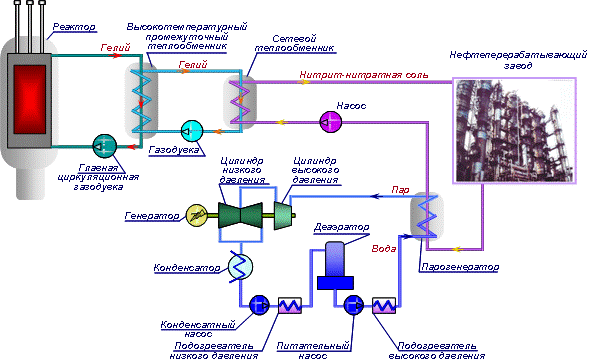 Реактор
Высокотемпературный
промежуточный
теплообменник
Сетевой
теплообменник
Нефтеперерабатывающий
завод
Гелий
Гелий
Нитрит-нитратная соль
Насос
Главная
циркуляционная
газодувка
Газодувка
Цилиндр
низкого
давления
Цилиндр
высокого
давления
Пар
Генератор
Деаэратор
Вода
Конденсатор
Парогенератор
Конденсатный
насос
Подогреватель
низкого давления
Питательный
насос
Подогреватель
высокого давления